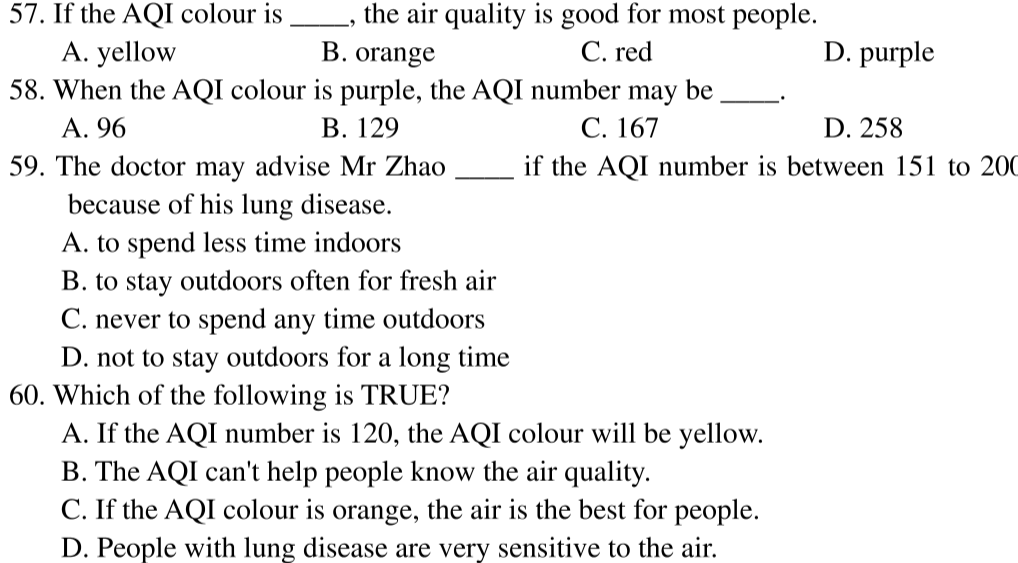 57. If the AQI colour is ____, the air quality is good for most people.
A. yellow B. orange C. red D. purple
58. When the AQI colour is purple, the AQI number may be ____.
A. 96 B. 129 C. 167 D. 258
59. The doctor may advise Mr Zhao ____ if the AQI number is between 151 to 200
because of his lung disease.
A. to spend less time indoors
B. to stay outdoors often for fresh air
C. never to spend any time outdoors
D. not to stay outdoors for a long time
60. Which of the following is TRUE?
A. If the AQI number is 120, the AQI colour will be yellow.
B. The AQI can't help people know the air quality.
C. If the AQI colour is orange, the air is the best for people.
D. People with lung disease are very sensitive to the air.